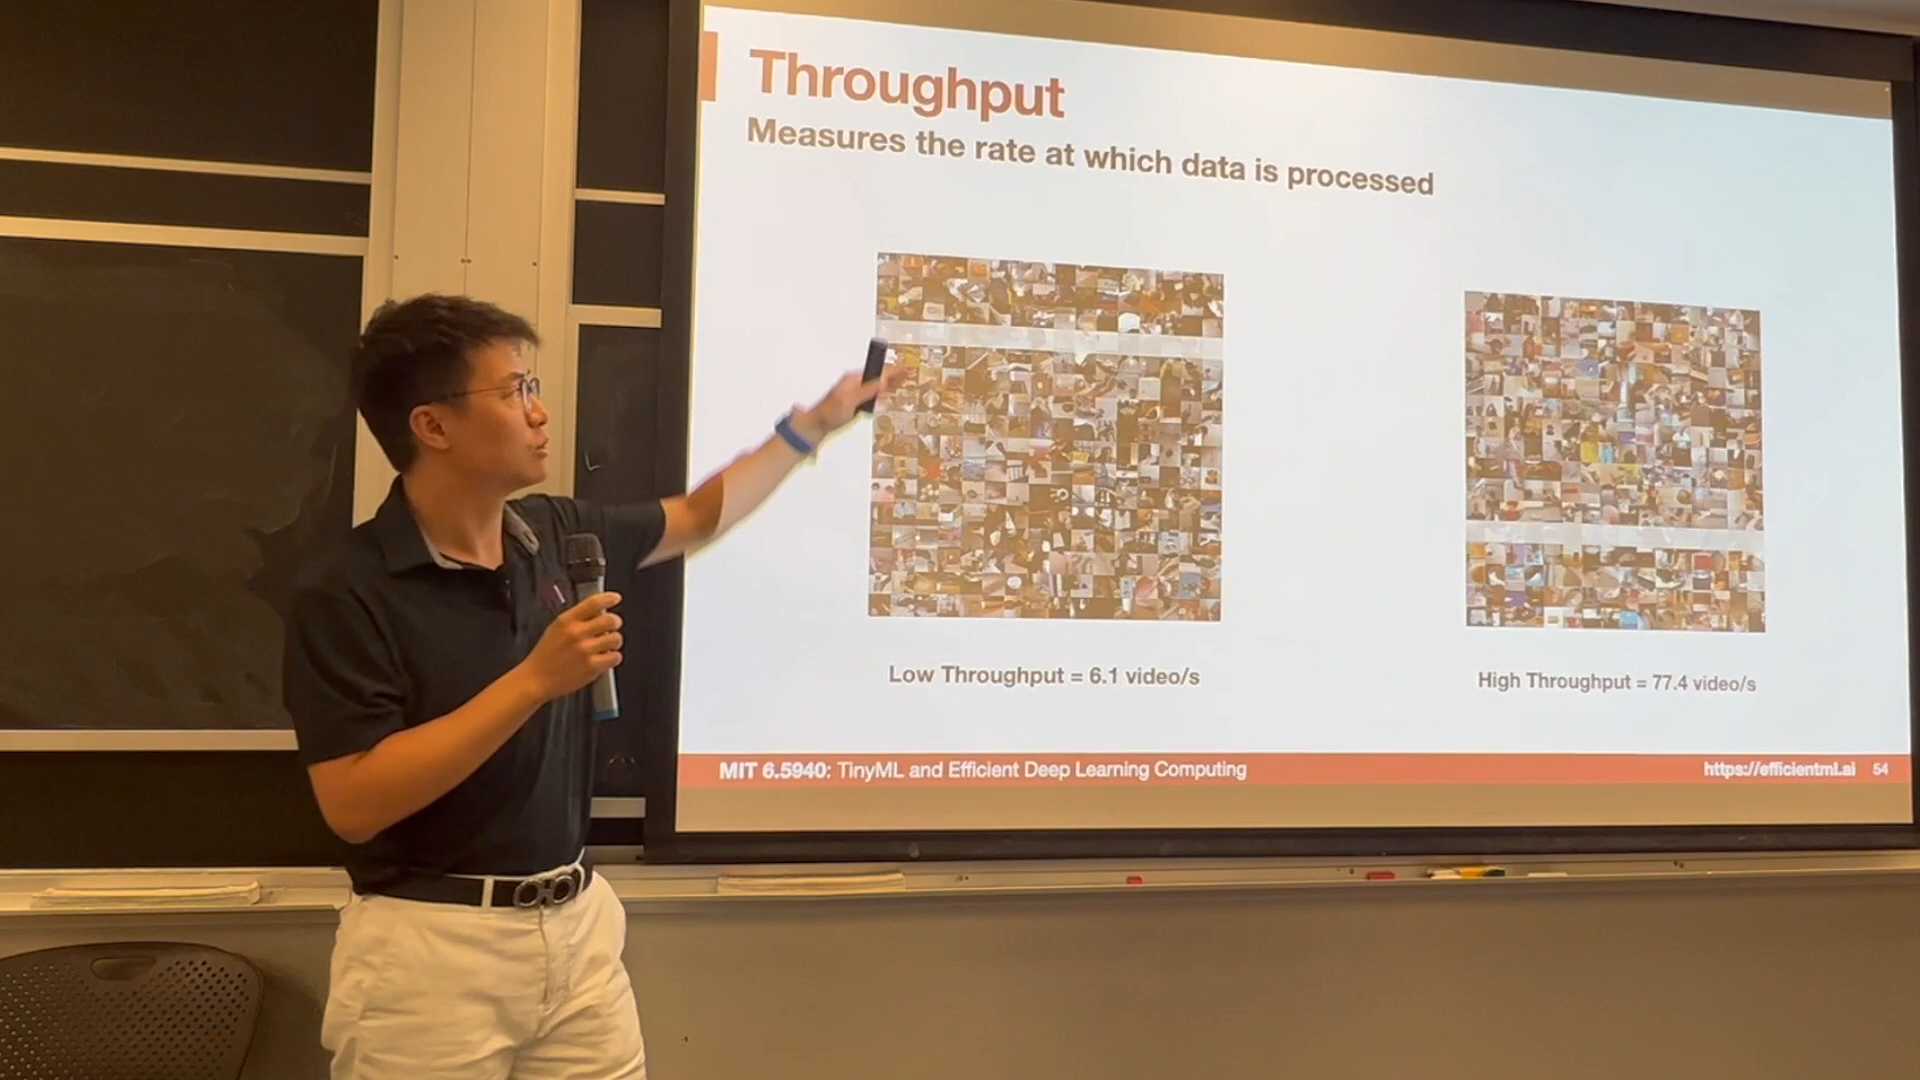 Throughput
Measures the rate at which data is processed
Low Throughput = 6.1 video/s
High Throughput = 77.4 video/s
MIT 6.5940: TinyML and Efficient Deep Learning Computing
https://efficientml.ai 54